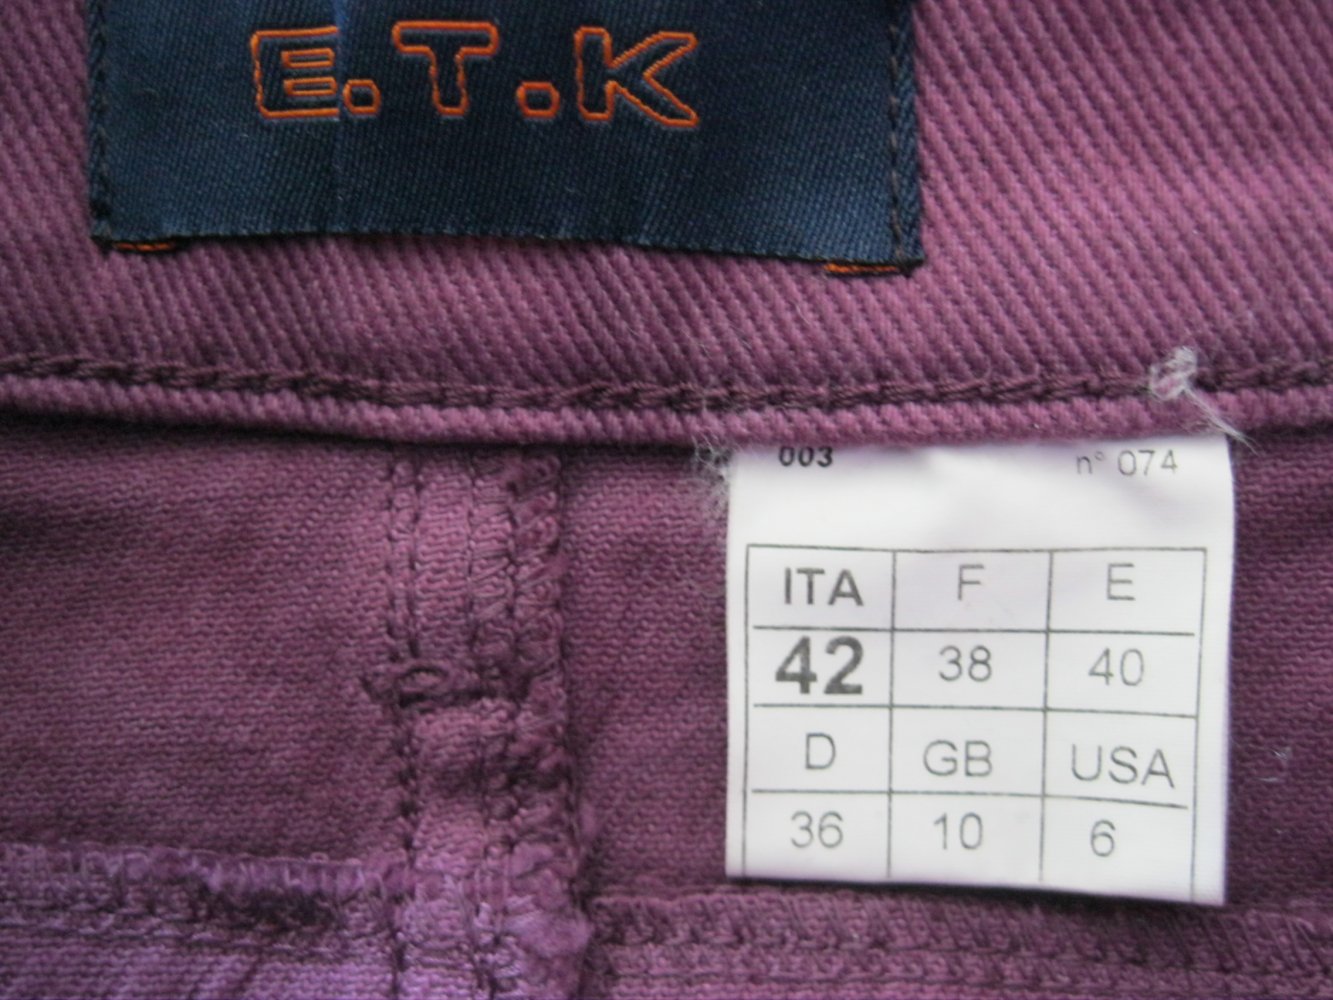 E.T.K
003 n° 074
ITA F E
42 38 40
D GB USA
36 10 6